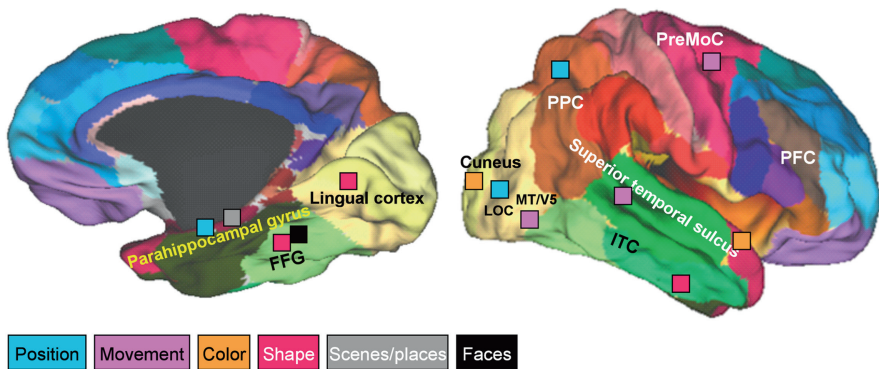 PreMoC
PPC
PFC
Cuneus
Superior temporal sulcus
Lingual cortex
LOC
MT/V5
Parahippocampal gyrus
ITC
FFG
Position
Movement
Color
Shape
Scenes/places
Faces